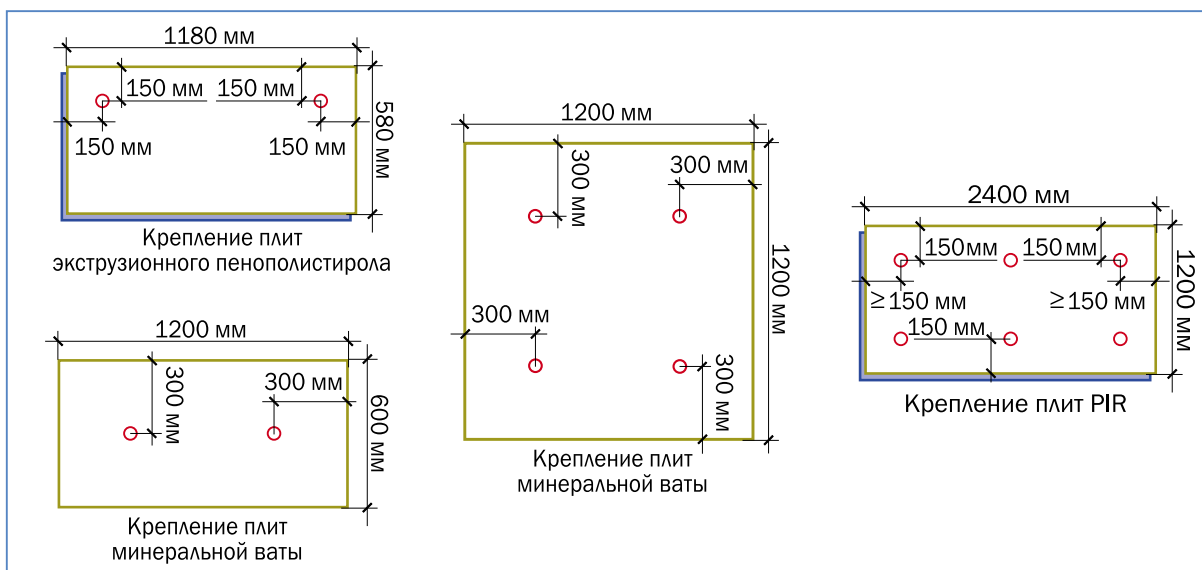 1180 мм
150 мм
150 мм
580 мм
150 мм
150 мм
Крепление плит
экструзионного пенополистирола
1200 мм
300 мм
300 мм
600 мм
Крепление плит
минеральной ваты
1200 мм
300 мм
300 мм
1200 мм
300 мм
300 мм
Крепление плит
минеральной ваты
2400 мм
150мм
150 мм
1200 мм
≥150 мм
≥150 мм
150 мм
Крепление плит PIR